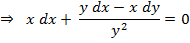 ⇒ x dx + (y dx − x dy)/y² = 0